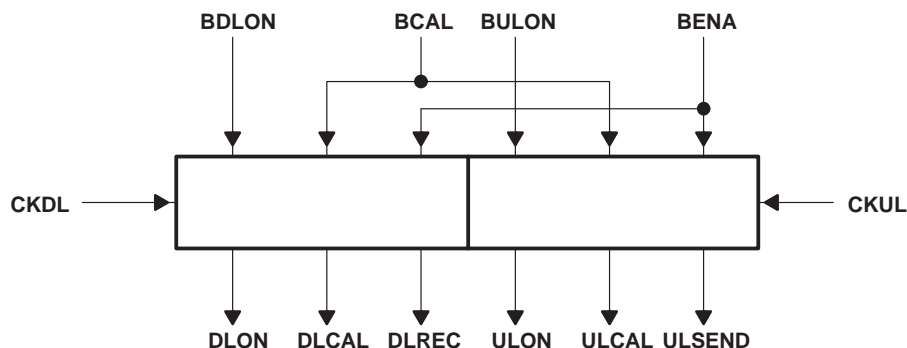 BDLON BCAL BULON BENA
CKDL CKUL
DLON DLCAL DLREC ULON ULCAL ULSEND